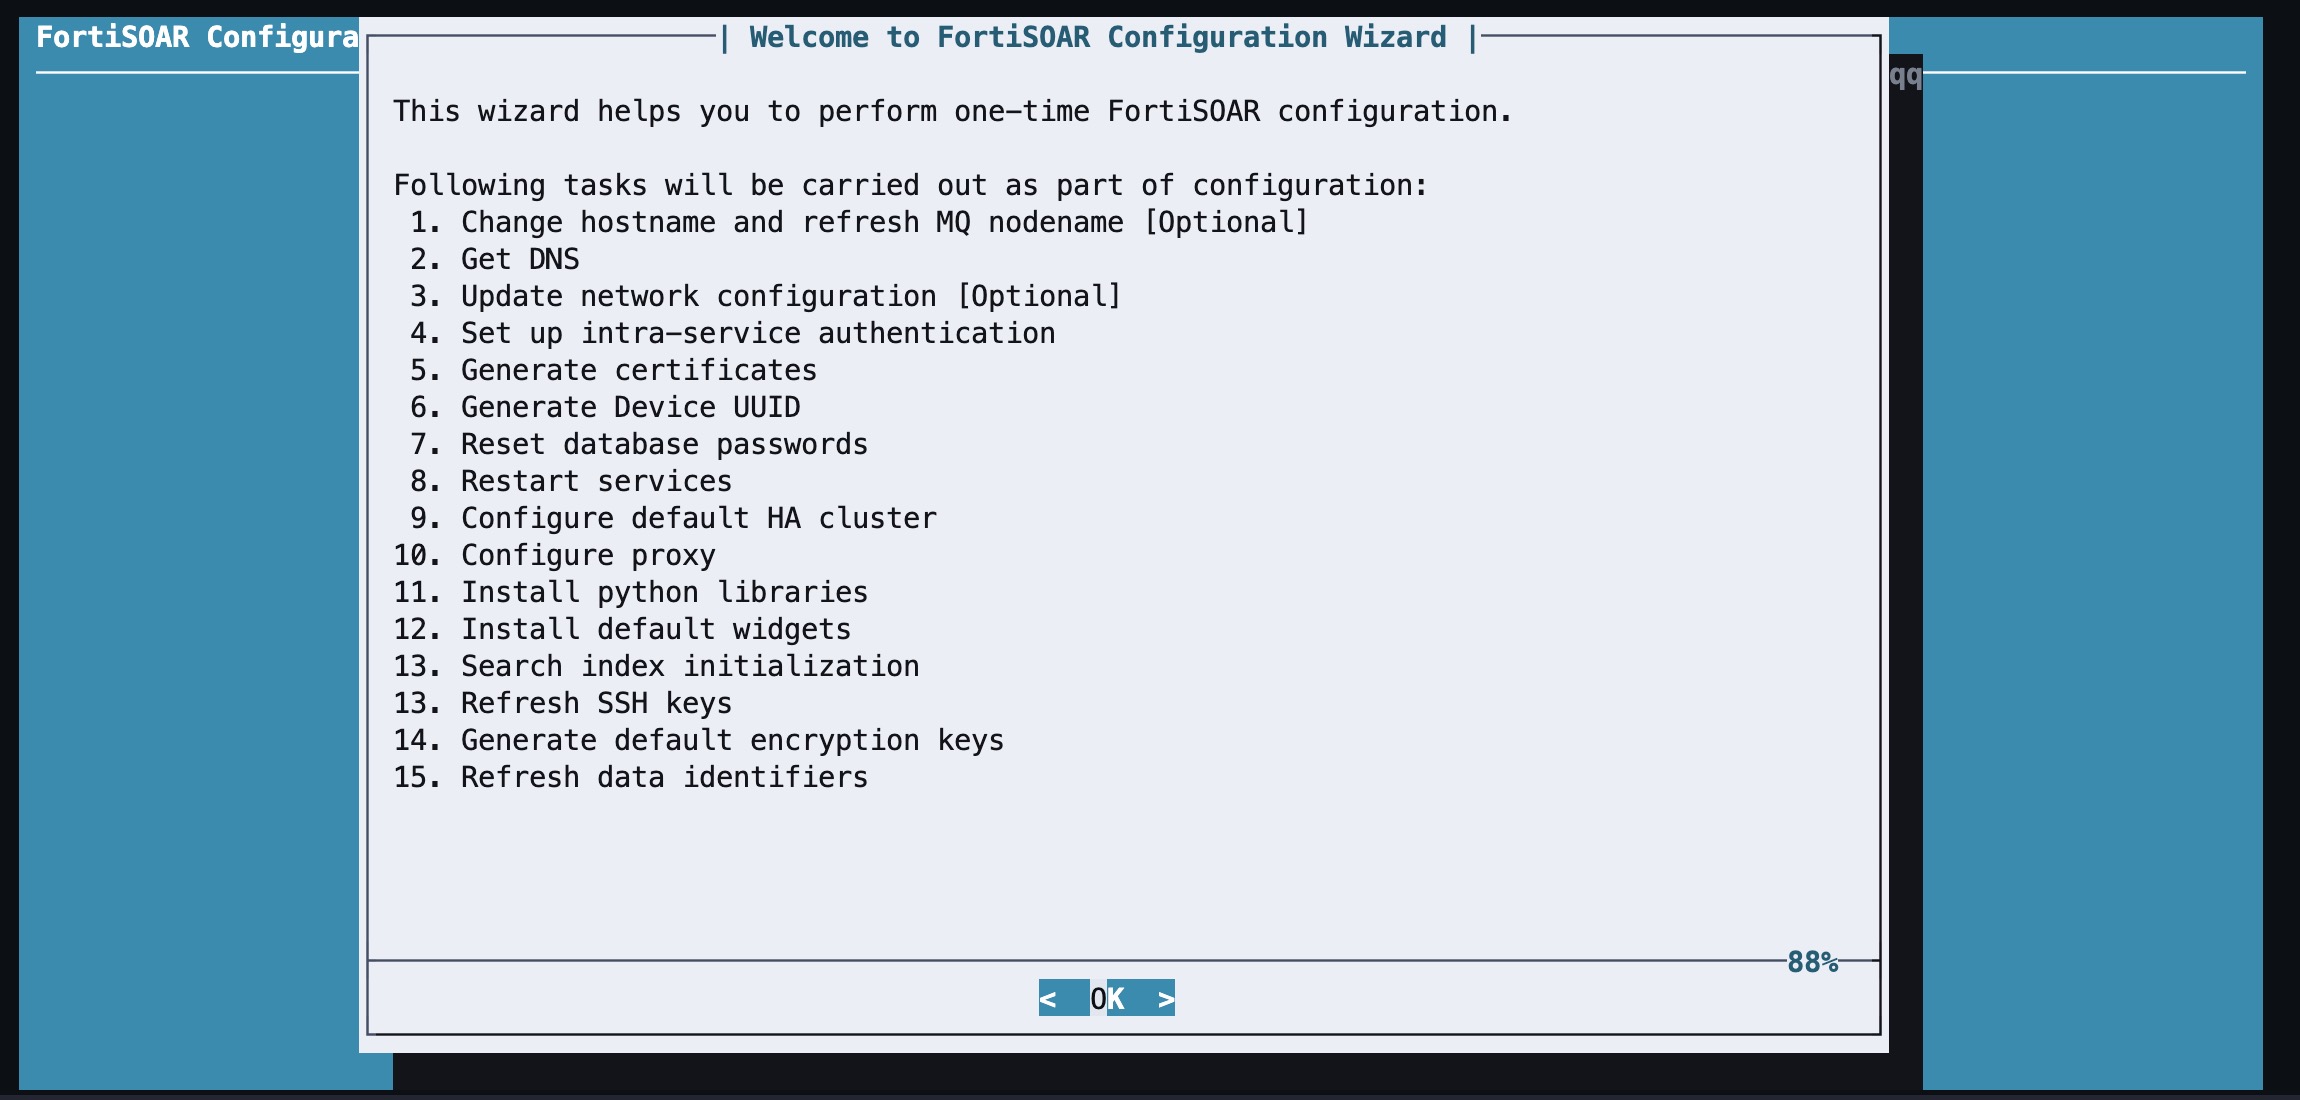 FortiSOAR Configura
| Welcome to FortiSOAR Configuration Wizard |
qq
This wizard helps you to perform one-time FortiSOAR configuration.
Following tasks will be carried out as part of configuration:
1. Change hostname and refresh MQ nodename [Optional]
2. Get DNS
3. Update network configuration [Optional]
4. Set up intra-service authentication
5. Generate certificates
6. Generate Device UUID
7. Reset database passwords
8. Restart services
9. Configure default HA cluster
10. Configure proxy
11. Install python libraries
12. Install default widgets
13. Search index initialization
13. Refresh SSH keys
14. Generate default encryption keys
15. Refresh data identifiers
88%
<  OK  >